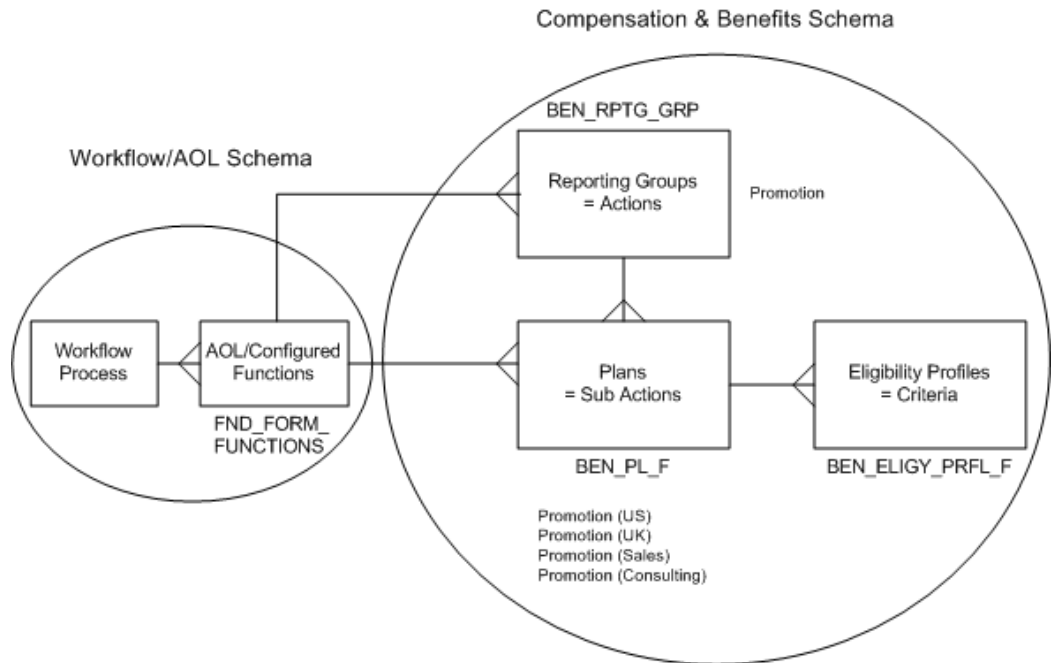 Compensation & Benefits Schema
BEN_RPTG_GRP
Workflow/AOL Schema
Reporting Groups
= Actions
Promotion
Workflow
Process
AOL/Configured
Functions
Plans
= Sub Actions
Eligibility Profiles
= Criteria
FND_FORM_
FUNCTIONS
BEN_PL_F
BEN_ELIGY_PRFL_F
Promotion (US)
Promotion (UK)
Promotion (Sales)
Promotion (Consulting)